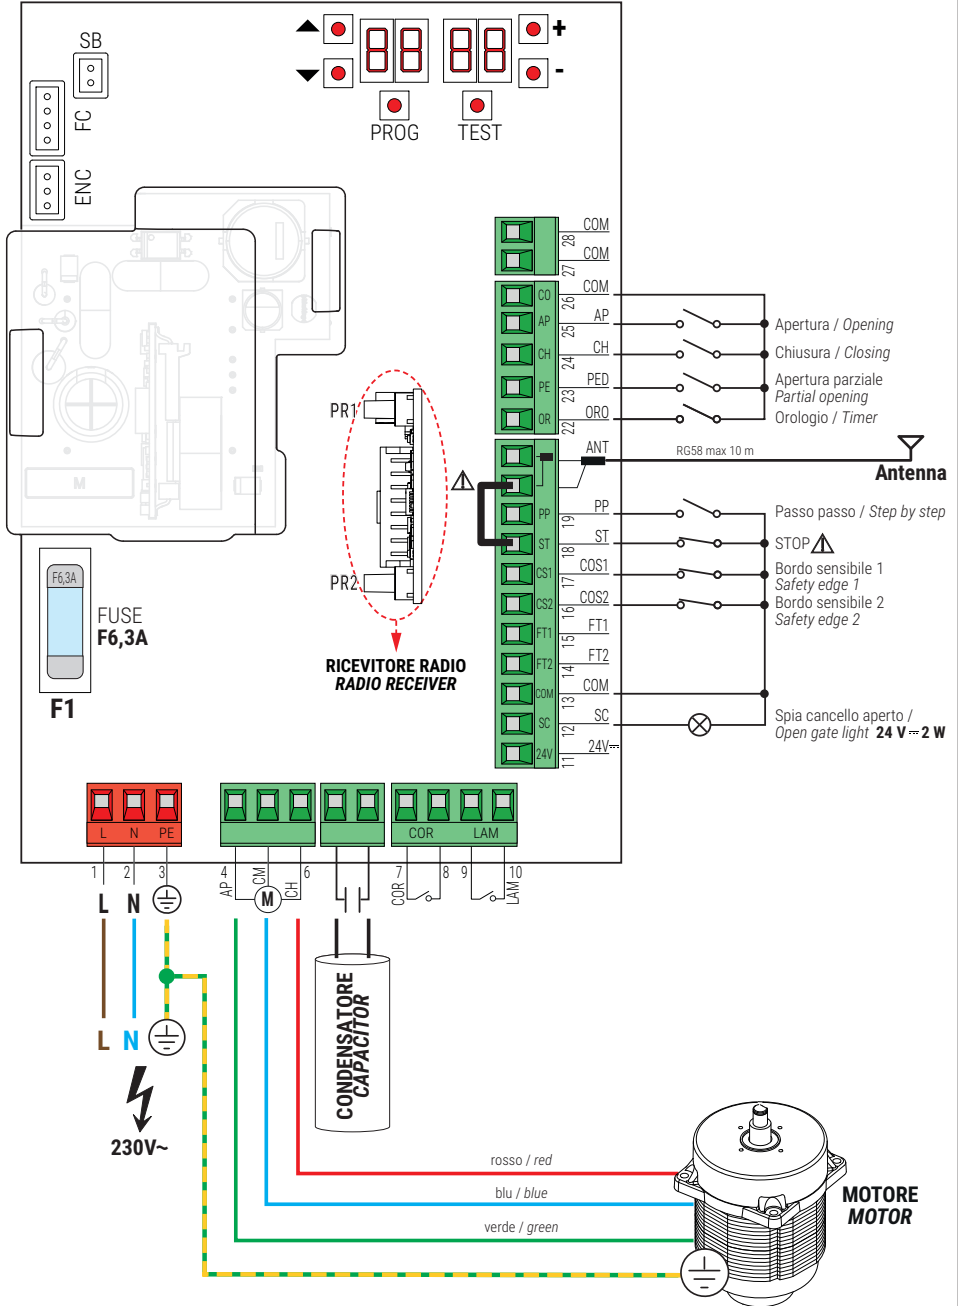 SB
FC
ENC
+
-
PROG
TEST
88 88
M
F6,3A
FUSE
F6,3A
F1
PR1
PR2
RICEVITORE RADIO
RADIO RECEIVER
28 COM
27 COM
CO 26 COM
AP 25 AP
CH 24 CH
PE 23 PED
OR 22 ORO
Apertura / Opening
Chiusura / Closing
Apertura parziale
Partial opening
Orologio / Timer
ANT
RG58 max 10 m
Antenna
PP 19 PP
ST 18 ST
CS1 17 COS1
CS2 16 COS2
FT1 15 FT1
FT2 14 FT2
COM 13 COM
SC 12 SC
24V 11 24V
Passo passo / Step by step
STOP
Bordo sensibile 1
Safety edge 1
Bordo sensibile 2
Safety edge 2
Spia cancello aperto /
Open gate light 24 V 2 W
L N PE
COR LAM
1 2 3 4 6 7 8 9 10
AP CM CH COR LAM
L N
M
L N
230V~
CONDENSATORE
CAPACITOR
rosso / red
blu / blue
verde / green
MOTORE
MOTOR